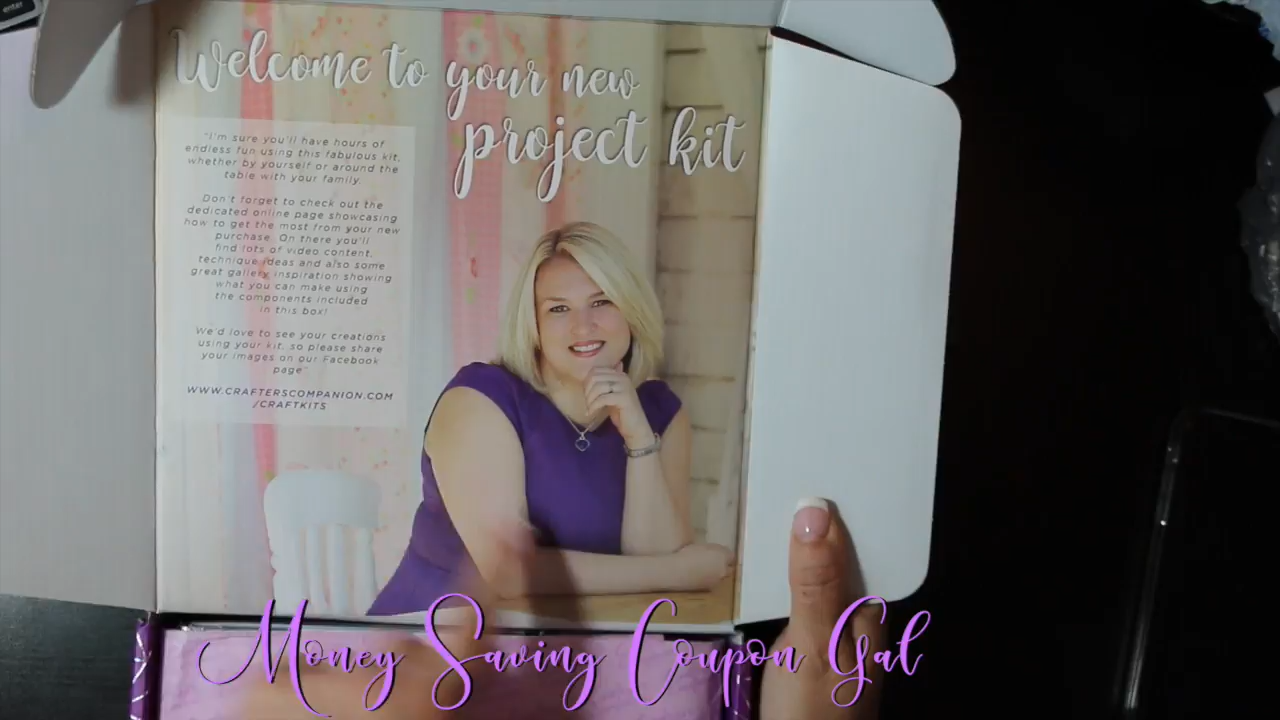 enter
Welcome to your new
project kit
"I'm sure you'll have hours of
endless fun using this fabulous kit,
whether by yourself or around the
table with your family.
Don't forget to check out the
dedicated online page showcasing
how to get the most from your new
purchase. On there you'll
find lots of video content,
technique ideas and also some
great gallery inspiration showing
what you can make using
the components included
in this box!
We'd love to see your creations
using your kit, so please share
your images on our Facebook
page"
WWW.CRAFTERSCOMPANION.COM
/CRAFTKITS
Money Saving Coupon Gal